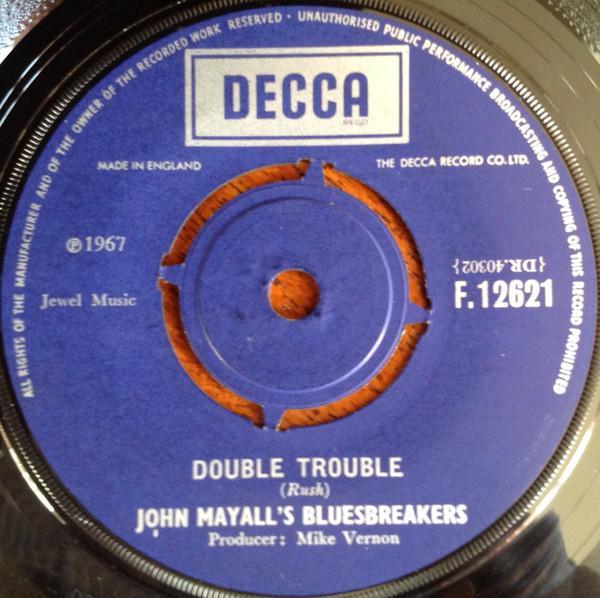 ALL RIGHTS OF THE MANUFACTURER AND OF THE OWNER OF THE RECORDED WORK RESERVED · UNAUTHORISED PUBLIC PERFORMANCE BROADCASTING AND COPYING OF THIS RECORD PROHIBITED
DECCA
REGD
MADE IN ENGLAND
THE DECCA RECORD CO. LTD.
℗ 1967
{DR.40302}
Jewel Music
F.12621
DOUBLE TROUBLE
(Rush)
JOHN MAYALL'S BLUESBREAKERS
Producer: Mike Vernon